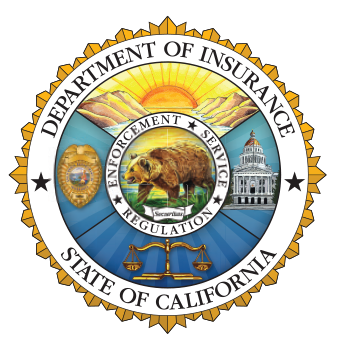 DEPARTMENT OF INSURANCE
ENFORCEMENT ★ SERVICE ★
REGULATION ★
STATE OF CALIFORNIA